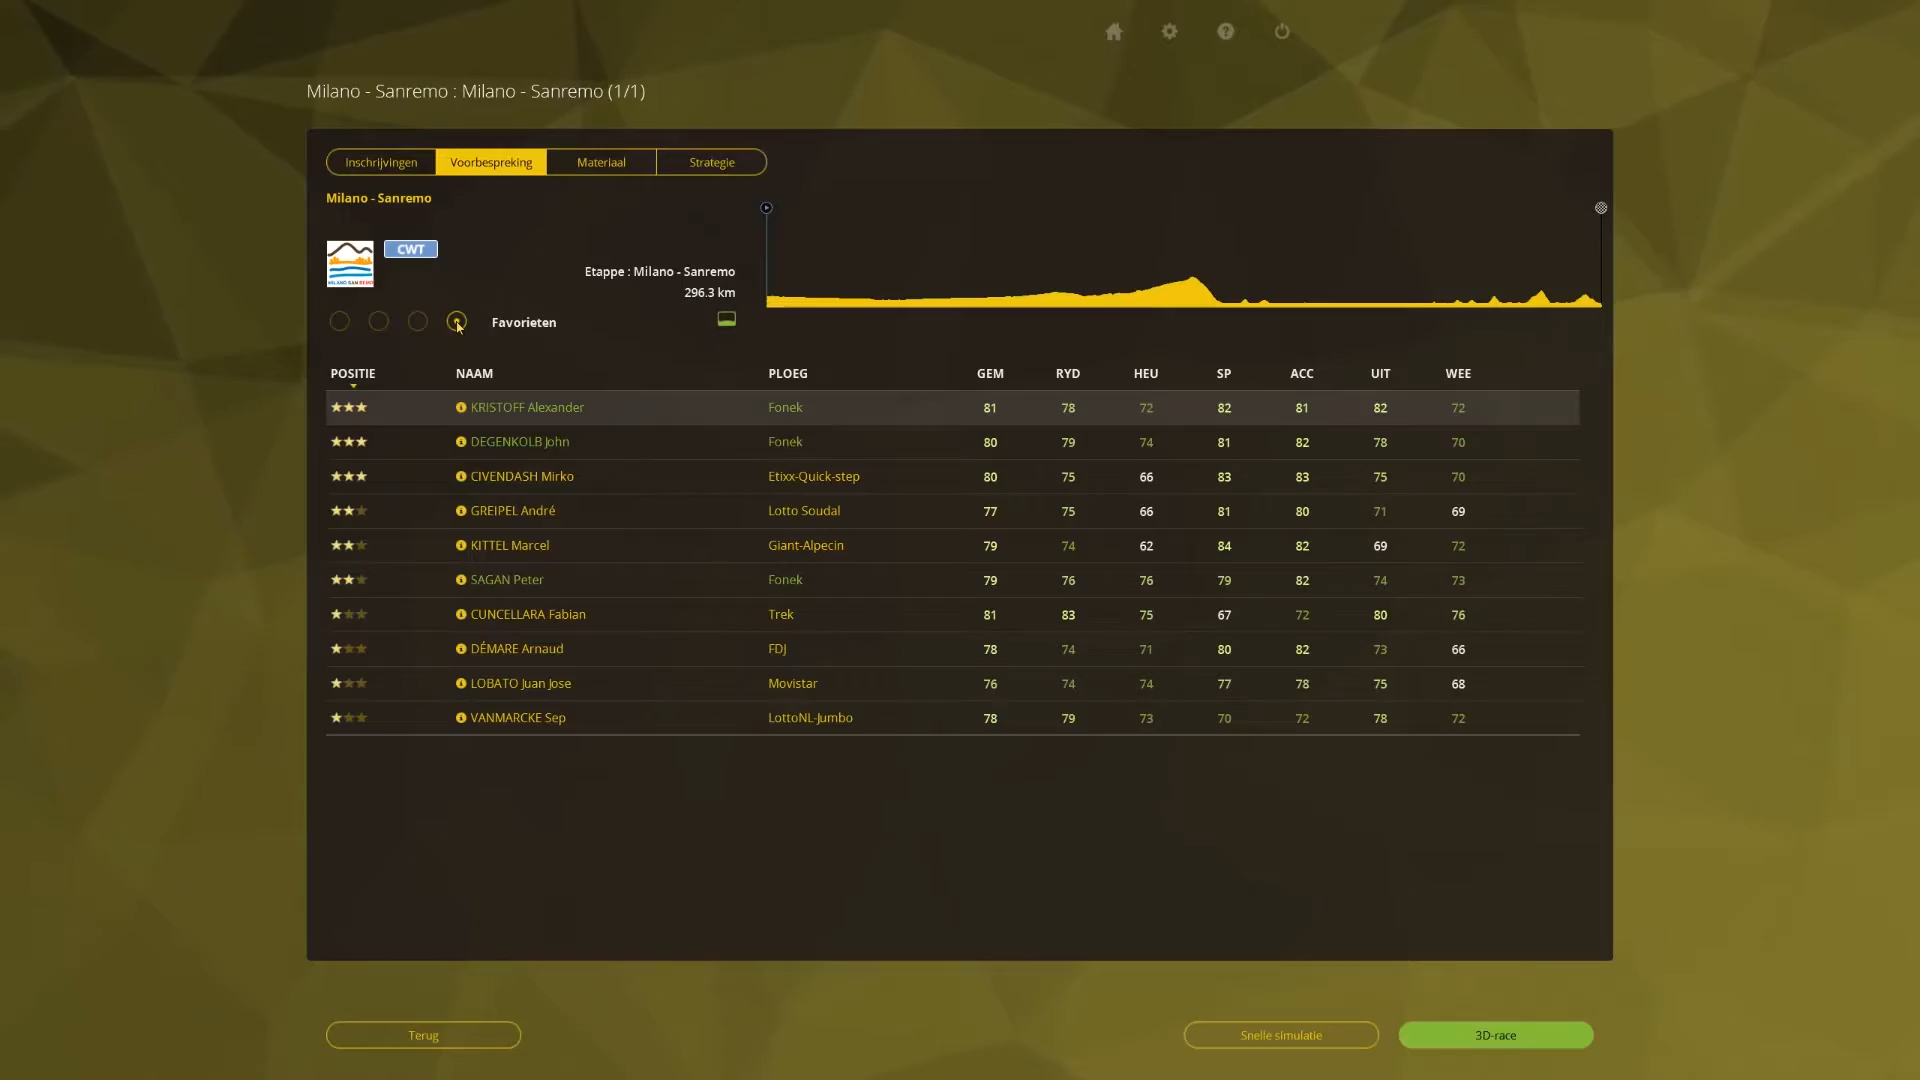 Milano - Sanremo : Milano - Sanremo (1/1)
Inschrijvingen Voorbespreking Materiaal Strategie
Milano - Sanremo
CWT
MILANO SANREMO
Etappe : Milano - Sanremo
296.3 km
Favorieten
POSITIE NAAM PLOEG GEM RYD HEU SP ACC UIT WEE
KRISTOFF Alexander Fonek 81 78 72 82 81 82 72
DEGENKOLB John Fonek 80 79 74 81 82 78 70
CIVENDASH Mirko Etixx-Quick-step 80 75 66 83 83 75 70
GREIPEL André Lotto Soudal 77 75 66 81 80 71 69
KITTEL Marcel Giant-Alpecin 79 74 62 84 82 69 72
SAGAN Peter Fonek 79 76 76 79 82 74 73
CUNCELLARA Fabian Trek 81 83 75 67 72 80 76
DÉMARE Arnaud FDJ 78 74 71 80 82 73 66
LOBATO Juan Jose Movistar 76 74 74 77 78 75 68
VANMARCKE Sep LottoNL-Jumbo 78 79 73 70 72 78 72
Terug Snelle simulatie 3D-race